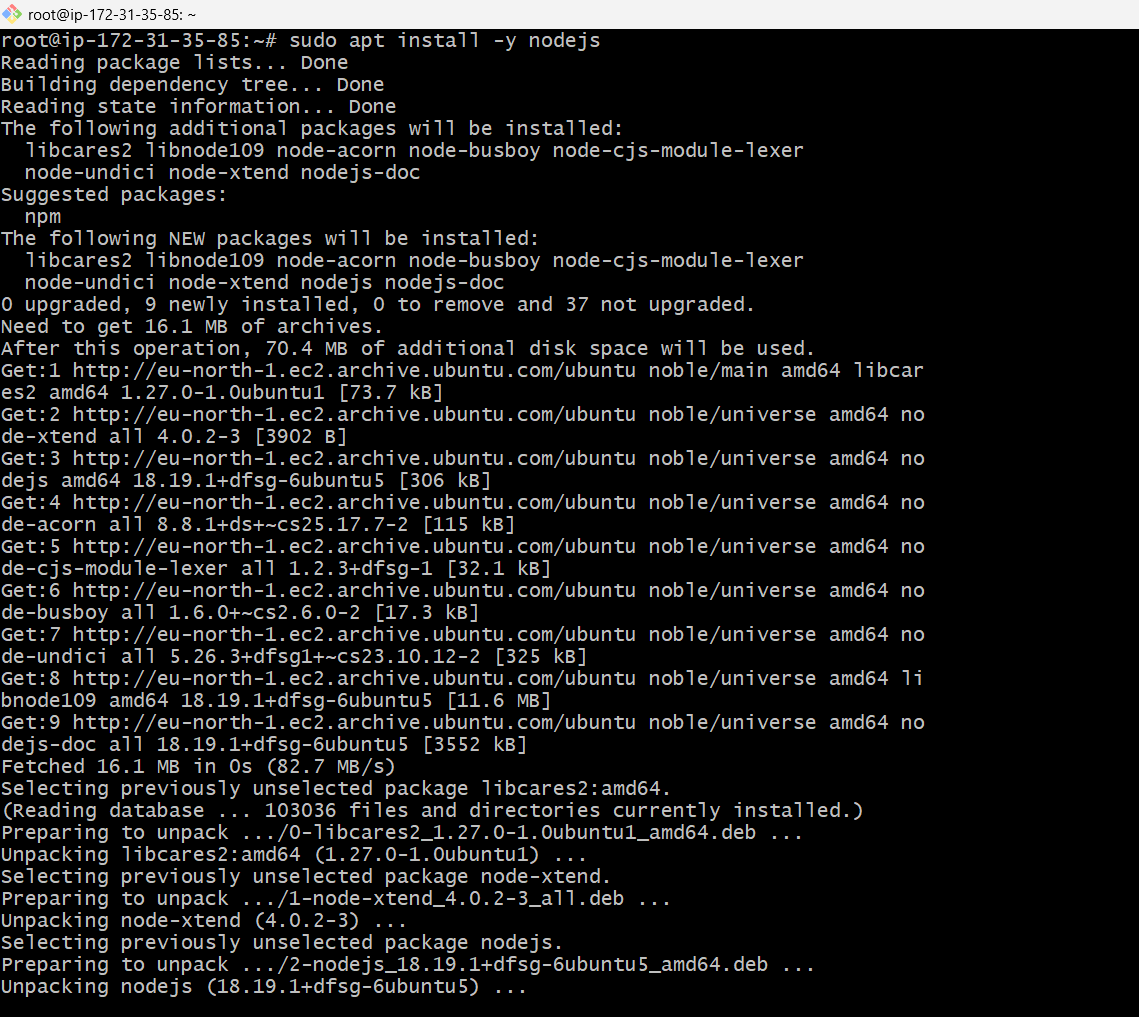 root@ip-172-31-35-85: ~
root@ip-172-31-35-85:~# sudo apt install -y nodejs
Reading package lists... Done
Building dependency tree... Done
Reading state information... Done
The following additional packages will be installed:
  libcares2 libnode109 node-acorn node-busboy node-cjs-module-lexer
  node-undici node-xtend nodejs-doc
Suggested packages:
  npm
The following NEW packages will be installed:
  libcares2 libnode109 node-acorn node-busboy node-cjs-module-lexer
  node-undici node-xtend nodejs nodejs-doc
0 upgraded, 9 newly installed, 0 to remove and 37 not upgraded.
Need to get 16.1 MB of archives.
After this operation, 70.4 MB of additional disk space will be used.
Get:1 http://eu-north-1.ec2.archive.ubuntu.com/ubuntu noble/main amd64 libcar
es2 amd64 1.27.0-1.0ubuntu1 [73.7 kB]
Get:2 http://eu-north-1.ec2.archive.ubuntu.com/ubuntu noble/universe amd64 no
de-xtend all 4.0.2-3 [3902 B]
Get:3 http://eu-north-1.ec2.archive.ubuntu.com/ubuntu noble/universe amd64 no
dejs amd64 18.19.1+dfsg-6ubuntu5 [306 kB]
Get:4 http://eu-north-1.ec2.archive.ubuntu.com/ubuntu noble/universe amd64 no
de-acorn all 8.8.1+ds+~cs25.17.7-2 [115 kB]
Get:5 http://eu-north-1.ec2.archive.ubuntu.com/ubuntu noble/universe amd64 no
de-cjs-module-lexer all 1.2.3+dfsg-1 [32.1 kB]
Get:6 http://eu-north-1.ec2.archive.ubuntu.com/ubuntu noble/universe amd64 no
de-busboy all 1.6.0+~cs2.6.0-2 [17.3 kB]
Get:7 http://eu-north-1.ec2.archive.ubuntu.com/ubuntu noble/universe amd64 no
de-undici all 5.26.3+dfsg1+~cs23.10.12-2 [325 kB]
Get:8 http://eu-north-1.ec2.archive.ubuntu.com/ubuntu noble/universe amd64 li
bnode109 amd64 18.19.1+dfsg-6ubuntu5 [11.6 MB]
Get:9 http://eu-north-1.ec2.archive.ubuntu.com/ubuntu noble/universe amd64 no
dejs-doc all 18.19.1+dfsg-6ubuntu5 [3552 kB]
Fetched 16.1 MB in 0s (82.7 MB/s)
Selecting previously unselected package libcares2:amd64.
(Reading database ... 103036 files and directories currently installed.)
Preparing to unpack .../0-libcares2_1.27.0-1.0ubuntu1_amd64.deb ...
Unpacking libcares2:amd64 (1.27.0-1.0ubuntu1) ...
Selecting previously unselected package node-xtend.
Preparing to unpack .../1-node-xtend_4.0.2-3_all.deb ...
Unpacking node-xtend (4.0.2-3) ...
Selecting previously unselected package nodejs.
Preparing to unpack .../2-nodejs_18.19.1+dfsg-6ubuntu5_amd64.deb ...
Unpacking nodejs (18.19.1+dfsg-6ubuntu5) ...